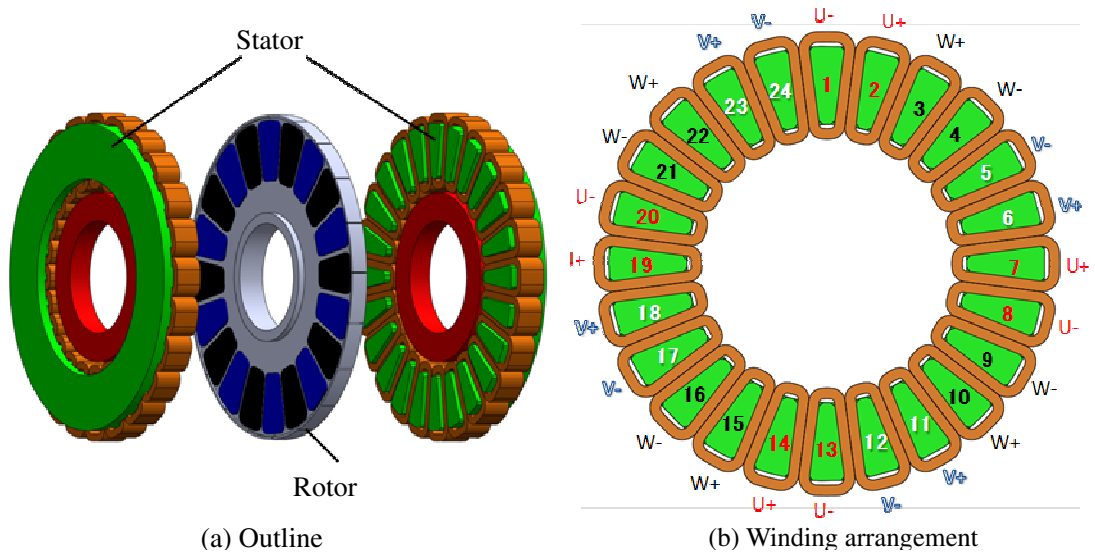 Stator
Rotor
(a) Outline
U-
U+
W+
W-
V-
V+
U+
U-
W-
W+
V+
V-
U-
U+
W+
W-
V-
V+
I+
U-
W-
W+
V+
V-
1
2
3
4
5
6
7
8
9
10
11
12
13
14
15
16
17
18
19
20
21
22
23
24
(b) Winding arrangement